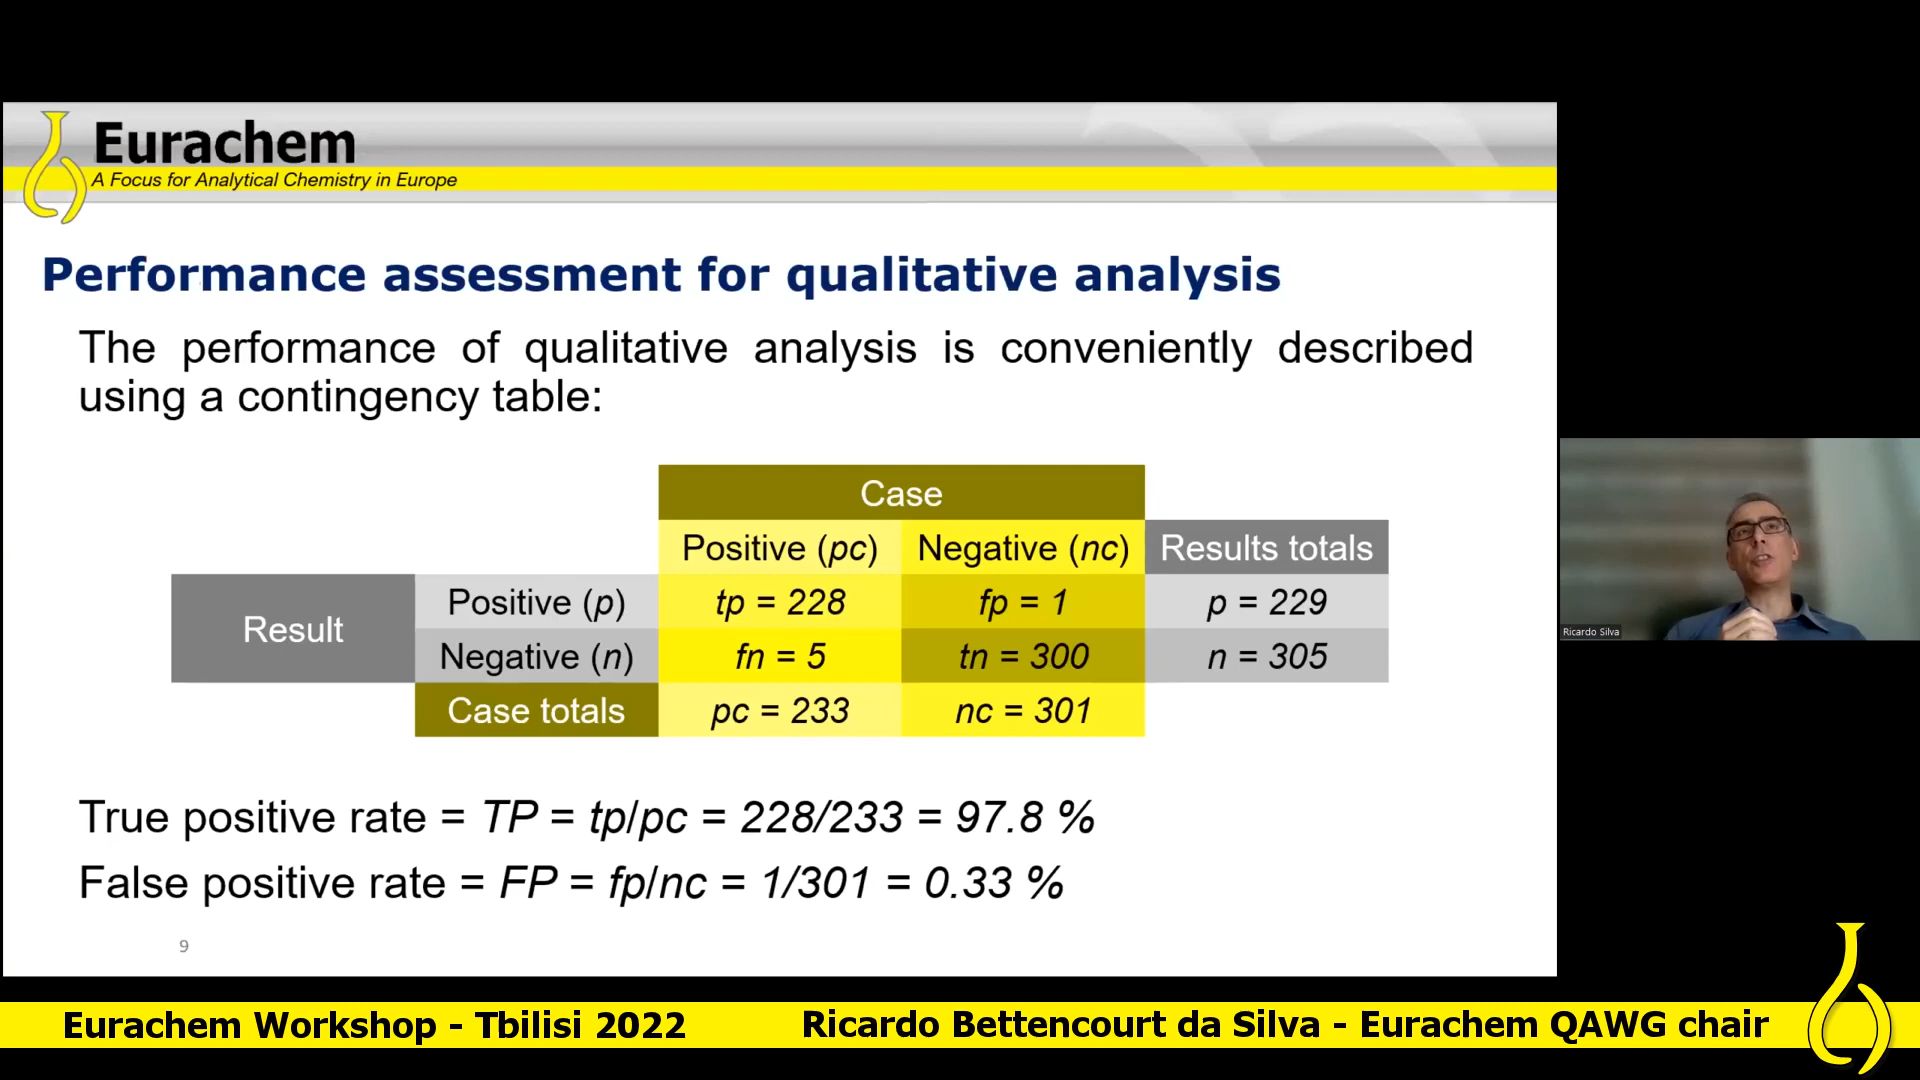 Eurachem
A Focus for Analytical Chemistry in Europe
Performance assessment for qualitative analysis
The performance of qualitative analysis is conveniently described
using a contingency table:
Case
Positive (pc) Negative (nc) Results totals
Result
Positive (p) tp = 228 fp = 1 p = 229
Negative (n) fn = 5 tn = 300 n = 305
Case totals pc = 233 nc = 301
True positive rate = TP = tp/pc = 228/233 = 97.8 %
False positive rate = FP = fp/nc = 1/301 = 0.33 %
9
Ricardo Silva
Eurachem Workshop - Tbilisi 2022 Ricardo Bettencourt da Silva - Eurachem QAWG chair